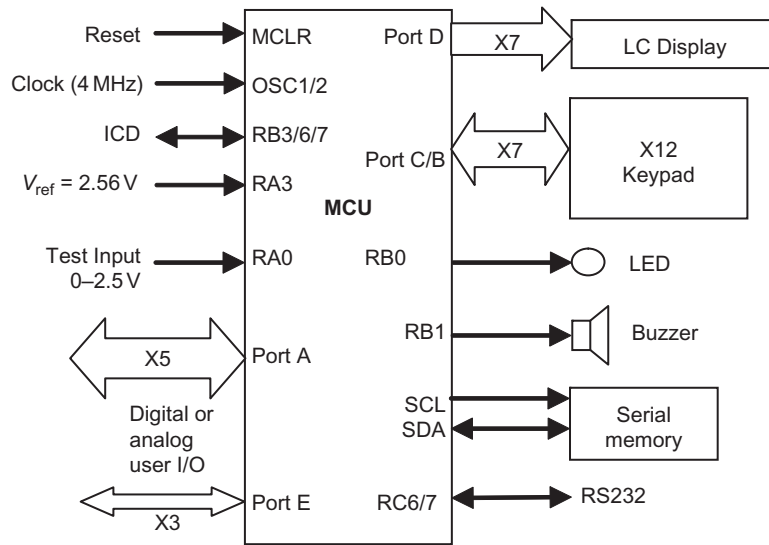 Reset
MCLR
Port D
X7
LC Display
Clock (4 MHz)
OSC1/2
ICD
RB3/6/7
Port C/B
X7
X12
Keypad
Vref = 2.56 V
RA3
MCU
Test Input
0–2.5 V
RA0
RB0
LED
RB1
Buzzer
X5
Port A
Digital or
analog
user I/O
SCL
SDA
Serial
memory
X3
Port E
RC6/7
RS232